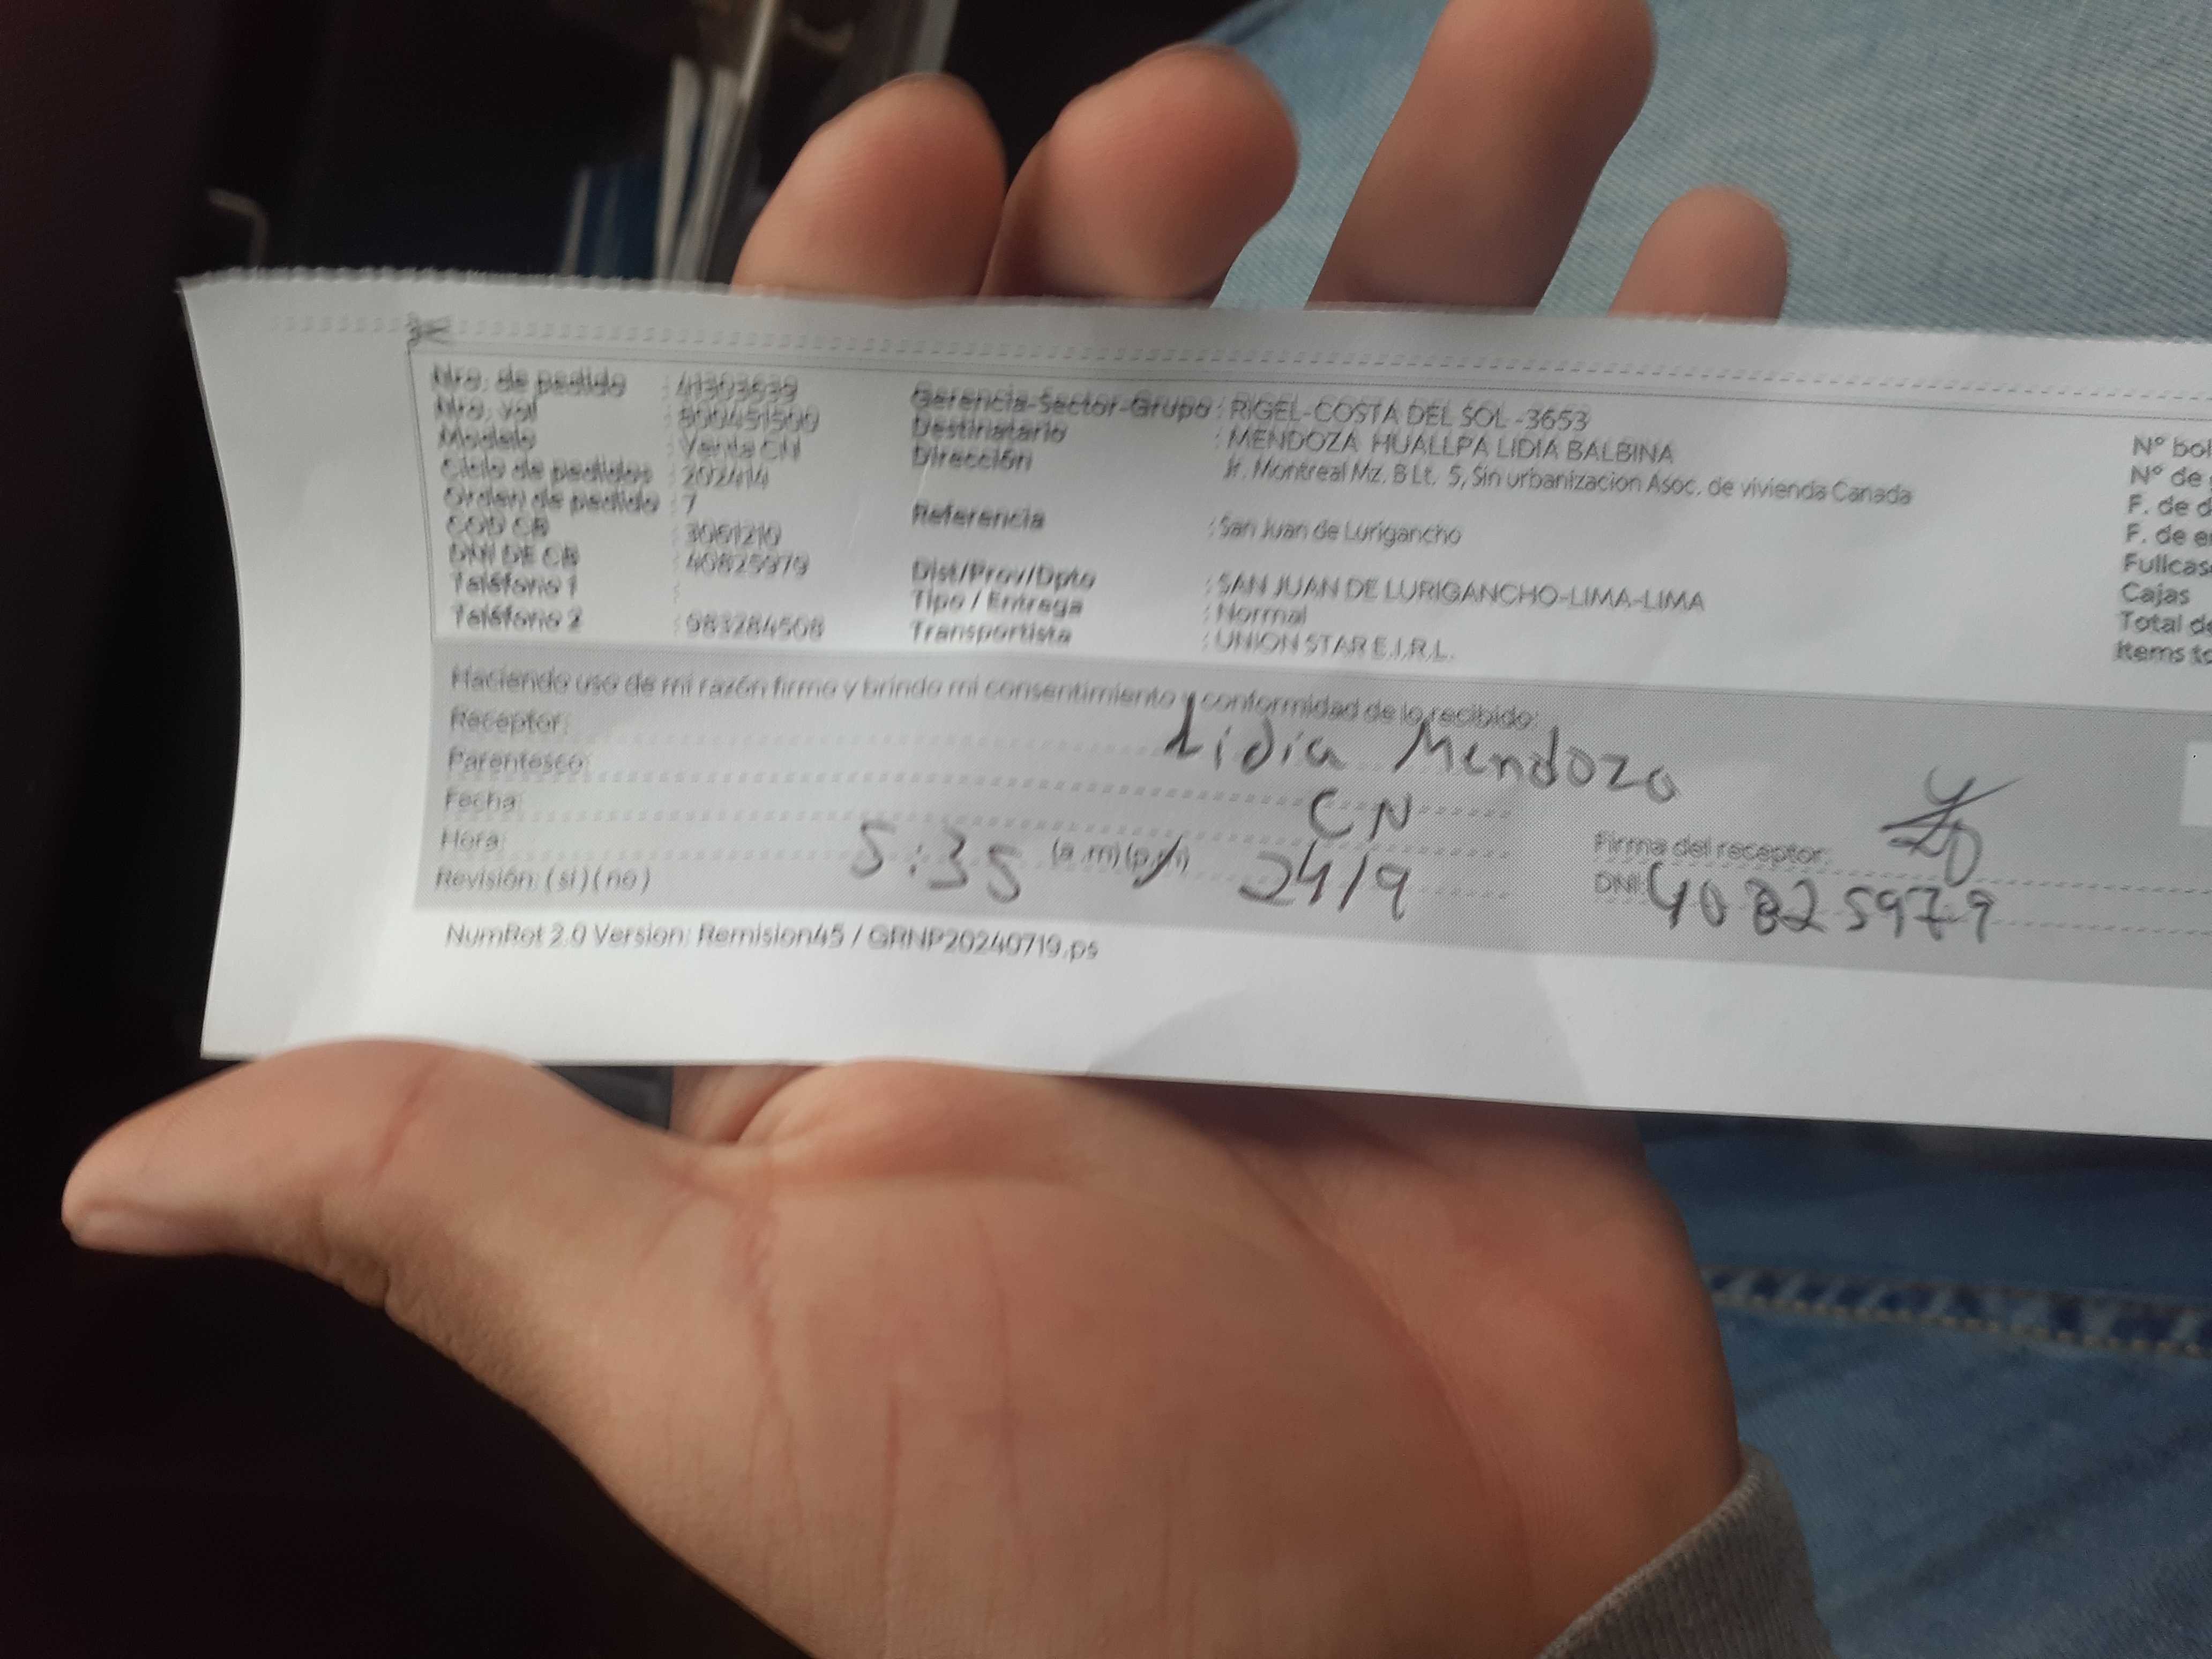 Nro. de pedido : 41303639
Nro. vol : 800451500
Modelo : Venta CN
Ciclo de pedidos : 202414
Orden de pedido : 7
COD CB : 3061210
DNI DE CB : 40825979
Teléfono 1 :
Teléfono 2 : 983284508
Gerencia-Sector-Grupo : RIGEL-COSTA DEL SOL -3653
Destinatario : MENDOZA HUALLPA LIDIA BALBINA
Dirección Jr. Montreal Mz. B Lt. 5, Sin urbanizacion Asoc. de vivienda Canada
Referencia : San Juan de Lurigancho
Dist/Prov/Dpto : SAN JUAN DE LURIGANCHO-LIMA-LIMA
Tipo / Entrega : Normal
Transportista : UNION STAR E.I.R.L.
N° bol
N° de
F. de d
F. de e
Fullcas
Cajas
Total de
Items to
Haciendo uso de mi razón firmo y brindo mi consentimiento y conformidad de lo recibido:
Receptor: Lidia Mendoza
Parentesco: CN
Fecha: 24/9
Hora: 5:35 (a.m)(p.m)
Revisión: (si) (no)
Firma del receptor:
DNI: 40825979
NumRot 2.0 Version: Remision45 / GRNP20240719.ps